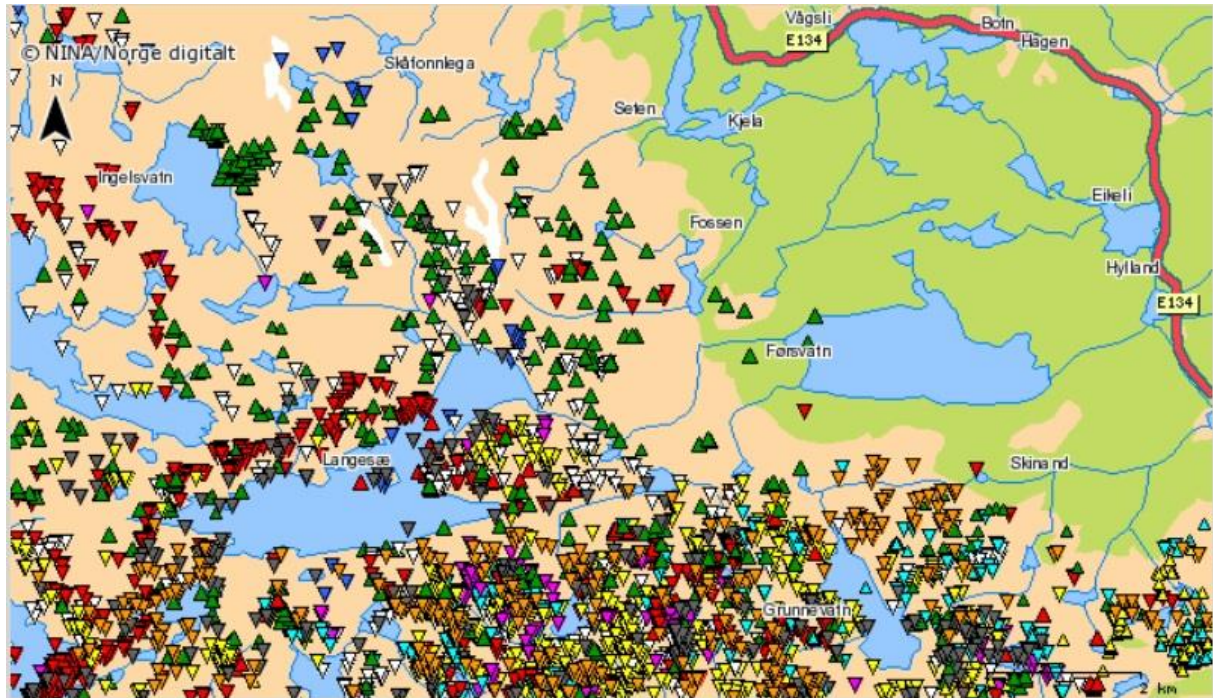 Vågsli
Botn
E134
Hagen
© NINA/Norge digitalt
Skåfonnlega
N
Seten
Kjela
Ingelsvatn
Eikeli
Fossen
Hylland
E134
Førsvatn
Langesæ
Skinand
Grunnevatn
km